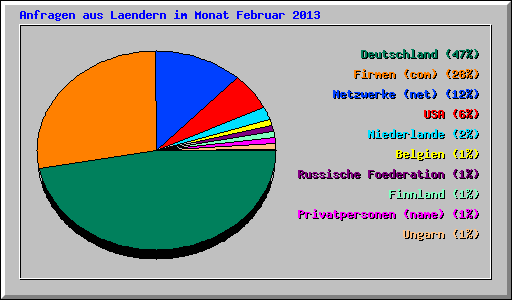 Anfragen aus Laendern im Monat Februar 2013
Deutschland (47%)
Firmen (com) (28%)
Netzwerke (net) (12%)
USA (6%)
Niederlande (2%)
Belgien (1%)
Russische Foederation (1%)
Finnland (1%)
Privatpersonen (name) (1%)
Ungarn (1%)